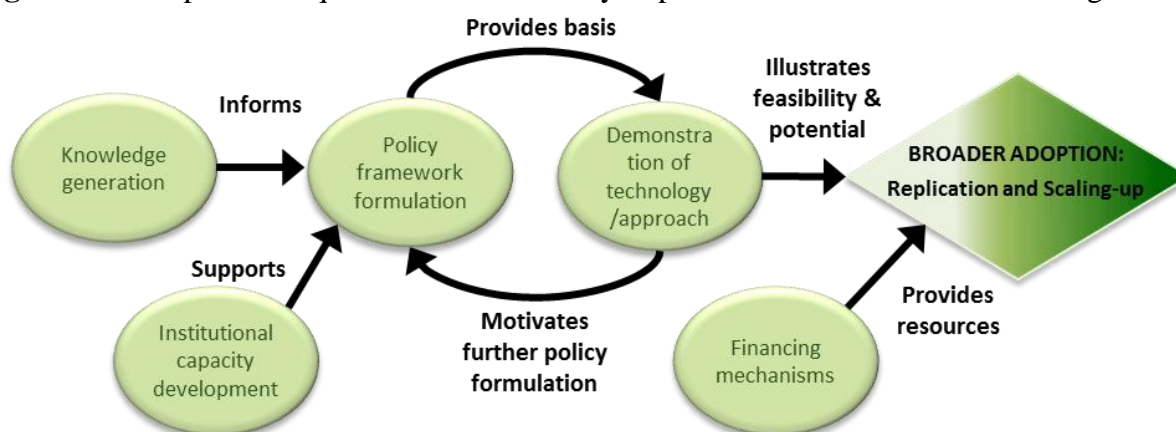 Provides basis
Illustrates
feasibility &
potential
Informs
Knowledge
generation
Policy
framework
formulation
Demonstra
tion of
technology
/approach
BROADER ADOPTION:
Replication and Scaling-up
Supports
Institutional
capacity
development
Motivates
further policy
formulation
Financing
mechanisms
Provides
resources